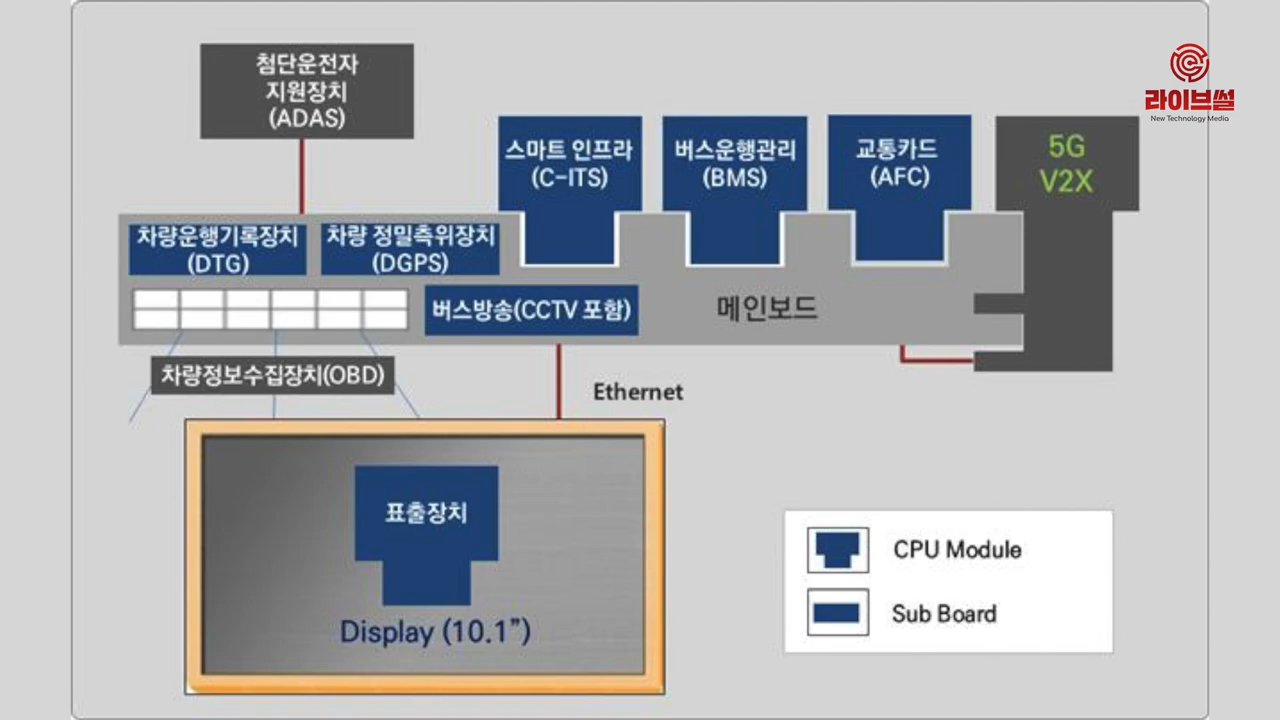 첨단운전자
지원장치
(ADAS)
라이브썰
New Technology Media
스마트 인프라
(C-ITS)
버스운행관리
(BMS)
교통카드
(AFC)
5G
V2X
차량운행기록장치
(DTG)
차량 정밀측위장치
(DGPS)
버스방송(CCTV 포함)
메인보드
차량정보수집장치(OBD)
Ethernet
표출장치
Display (10.1”)
CPU Module
Sub Board